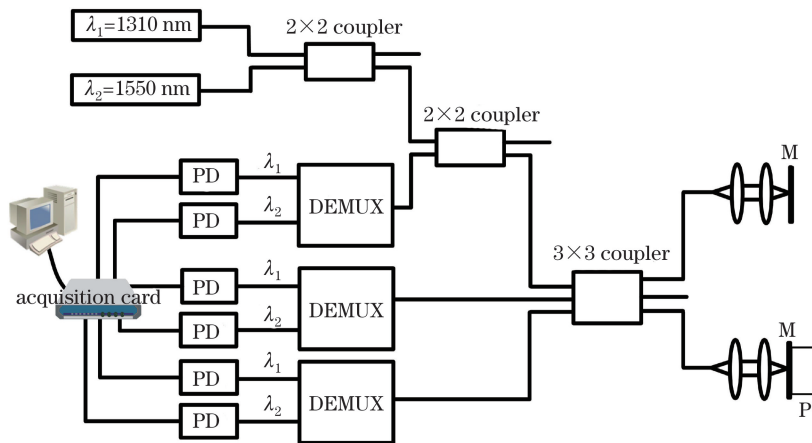 λ₁=1310 nm
2×2 coupler
λ₂=1550 nm
2×2 coupler
M
PD
λ₁
DEMUX
PD
λ₂
3×3 coupler
PD
λ₁
DEMUX
acquisition card
PD
λ₂
M
PD
λ₁
DEMUX
PD
λ₂
P